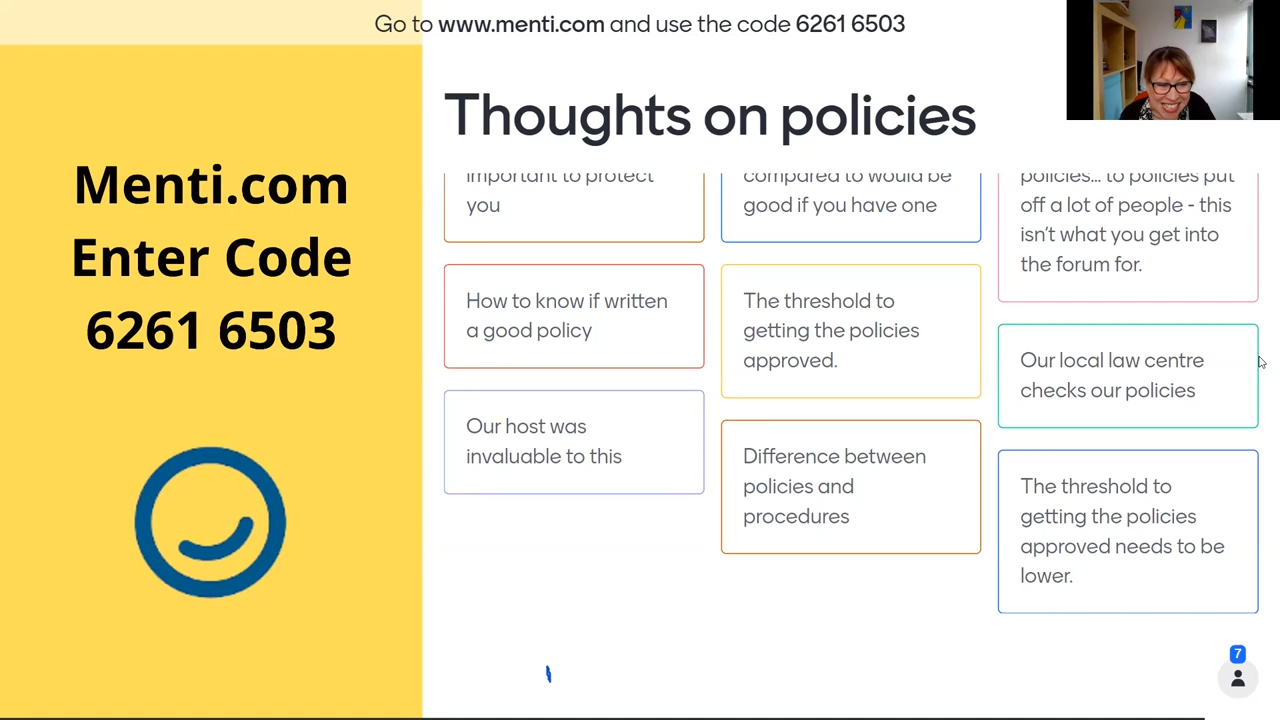 Go to www.menti.com and use the code 6261 6503
Menti.com
Enter Code
6261 6503
Thoughts on policies
important to protect
you
How to know if written
a good policy
Our host was
invaluable to this
compared to would be
good if you have one
The threshold to
getting the policies
approved.
Difference between
policies and
procedures
policies... to policies put
off a lot of people - this
isn't what you get into
the forum for.
Our local law centre
checks our policies
The threshold to
getting the policies
approved needs to be
lower.
7